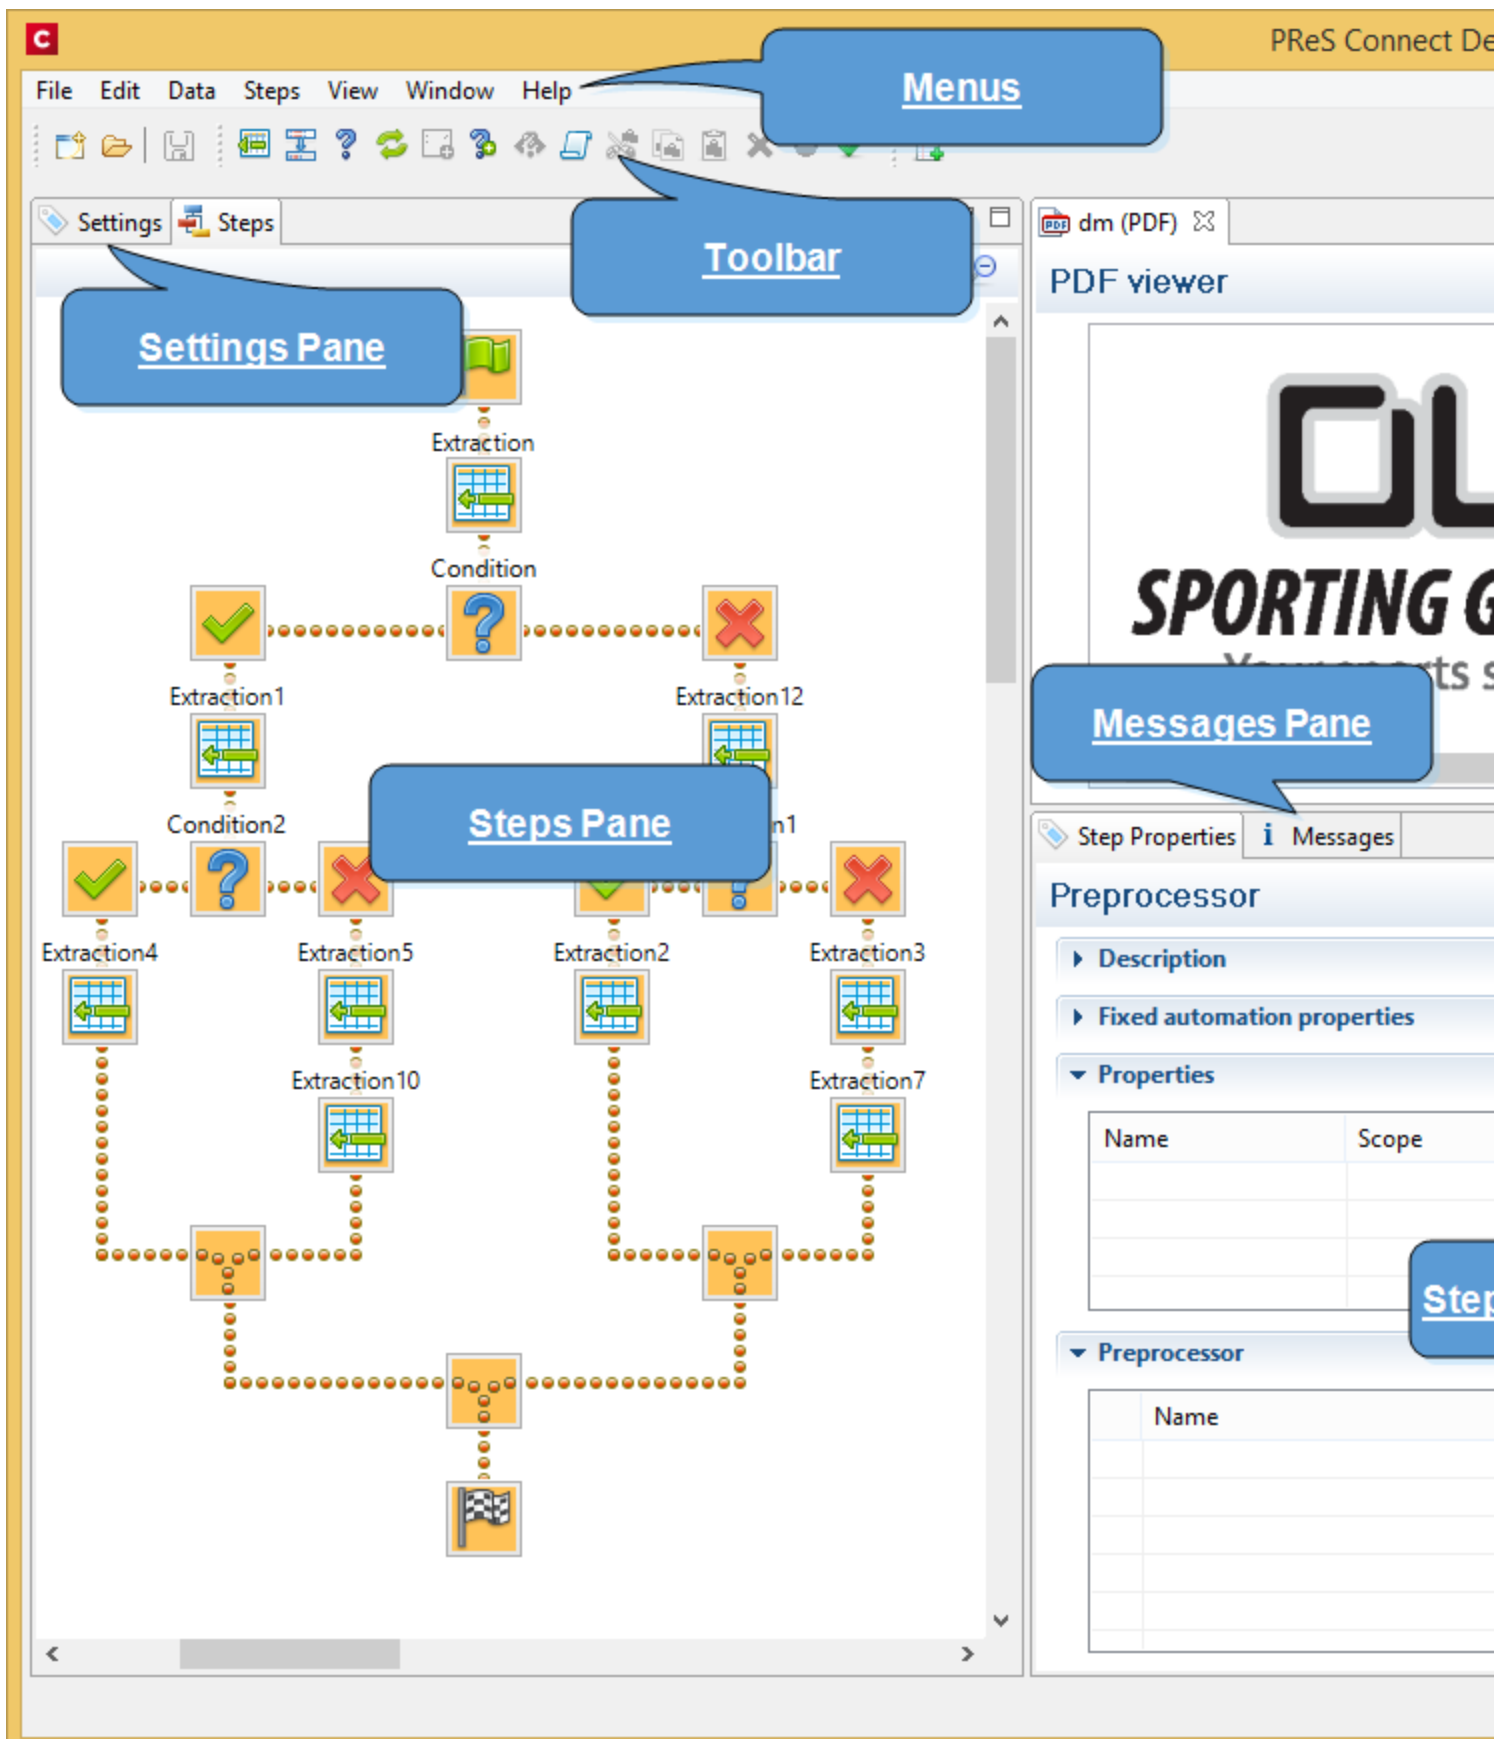 PReS Connect De
File Edit Data Steps View Window Help
Menus
Settings Steps
Toolbar
dm (PDF)
PDF viewer
Settings Pane
Extraction
Condition
SPORTING G
Extraction1
Extraction12
Messages Pane
Steps Pane
Condition2
n1
Step Properties Messages
Preprocessor
Extraction4 Extraction5 Extraction2 Extraction3
Description
Fixed automation properties
Properties
Extraction10 Extraction7
Name Scope
Step
Preprocessor
Name